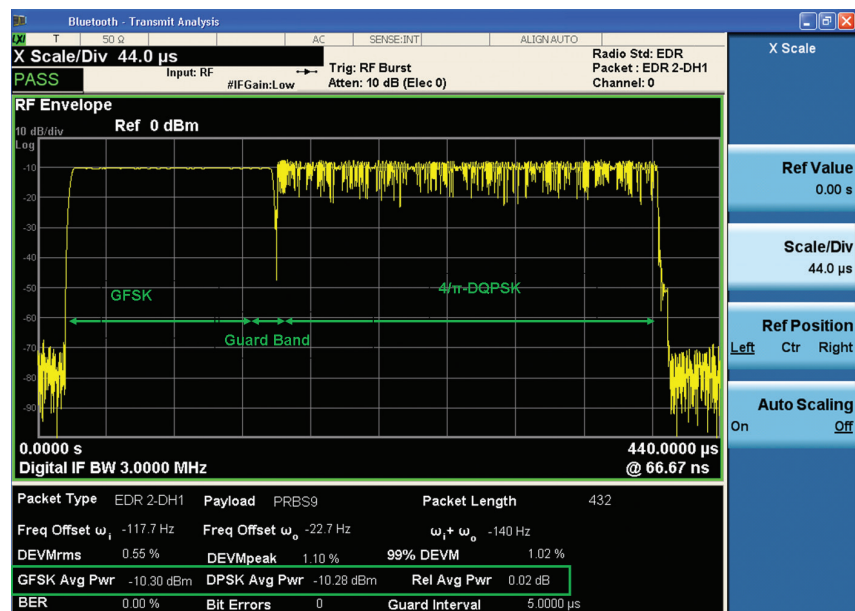 Bluetooth - Transmit Analysis
LXI T 50 Ω AC SENSE:INT ALIGN AUTO
X Scale/Div 44.0 µs
PASS
Input: RF
#IFGain:Low
Trig: RF Burst
Atten: 10 dB (Elec 0)
Radio Std: EDR
Packet : EDR 2-DH1
Channel: 0
RF Envelope
10 dB/div
Ref 0 dBm
Log
-10
-20
-30
-40
-50
-60
-70
-80
-90
GFSK
4/π-DQPSK
Guard Band
0.0000 s
440.0000 µs
Digital IF BW 3.0000 MHz
@ 66.67 ns
Packet Type EDR 2-DH1 Payload PRBS9 Packet Length 432
Freq Offset ωi -117.7 Hz Freq Offset ωo -22.7 Hz ωi+ ωo -140 Hz
DEVMrms 0.55 % DEVMpeak 1.10 % 99% DEVM 1.02 %
GFSK Avg Pwr -10.30 dBm DPSK Avg Pwr -10.28 dBm Rel Avg Pwr 0.02 dB
BER 0.00 % Bit Errors 0 Guard Interval 5.0000 µs
X Scale
Ref Value
0.00 s
Scale/Div
44.0 µs
Ref Position
Left Ctr Right
Auto Scaling
On Off